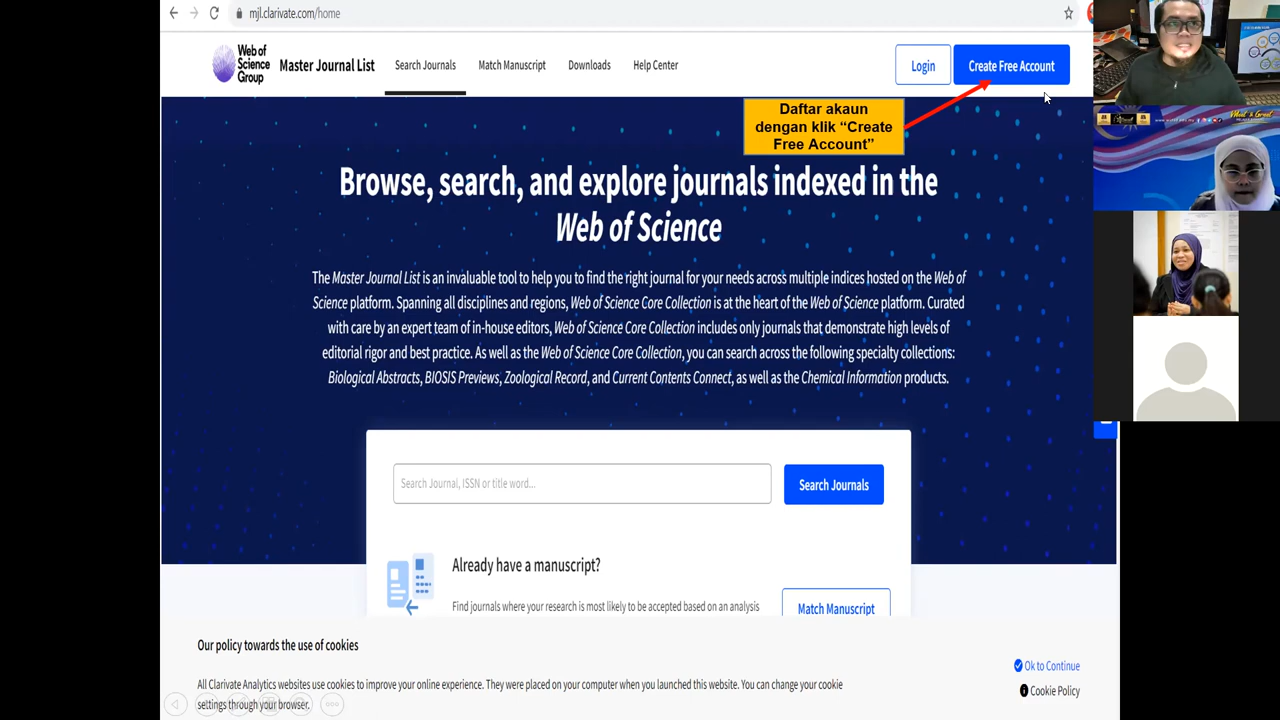 mjl.clarivate.com/home
Web of
Science
Group
Master Journal List
Search Journals
Match Manuscript
Downloads
Help Center
Login
Create Free Account
Daftar akaun
dengan klik “Create
Free Account”
Browse, search, and explore journals indexed in the
Web of Science
The Master Journal List is an invaluable tool to help you to find the right journal for your needs across multiple indices hosted on the Web of
Science platform. Spanning all disciplines and regions, Web of Science Core Collection is at the heart of the Web of Science platform. Curated
with care by an expert team of in-house editors, Web of Science Core Collection includes only journals that demonstrate high levels of
editorial rigor and best practice. As well as the Web of Science Core Collection, you can search across the following specialty collections:
Biological Abstracts, BIOSIS Previews, Zoological Record, and Current Contents Connect, as well as the Chemical Information products.
Search Journal, ISSN or title word...
Search Journals
Already have a manuscript?
Find journals where your research is most likely to be accepted based on an analysis
Match Manuscript
Our policy towards the use of cookies
All Clarivate Analytics websites use cookies to improve your online experience. They were placed on your computer when you launched this website. You can change your cookie
settings through your browser.
Ok to Continue
Cookie Policy